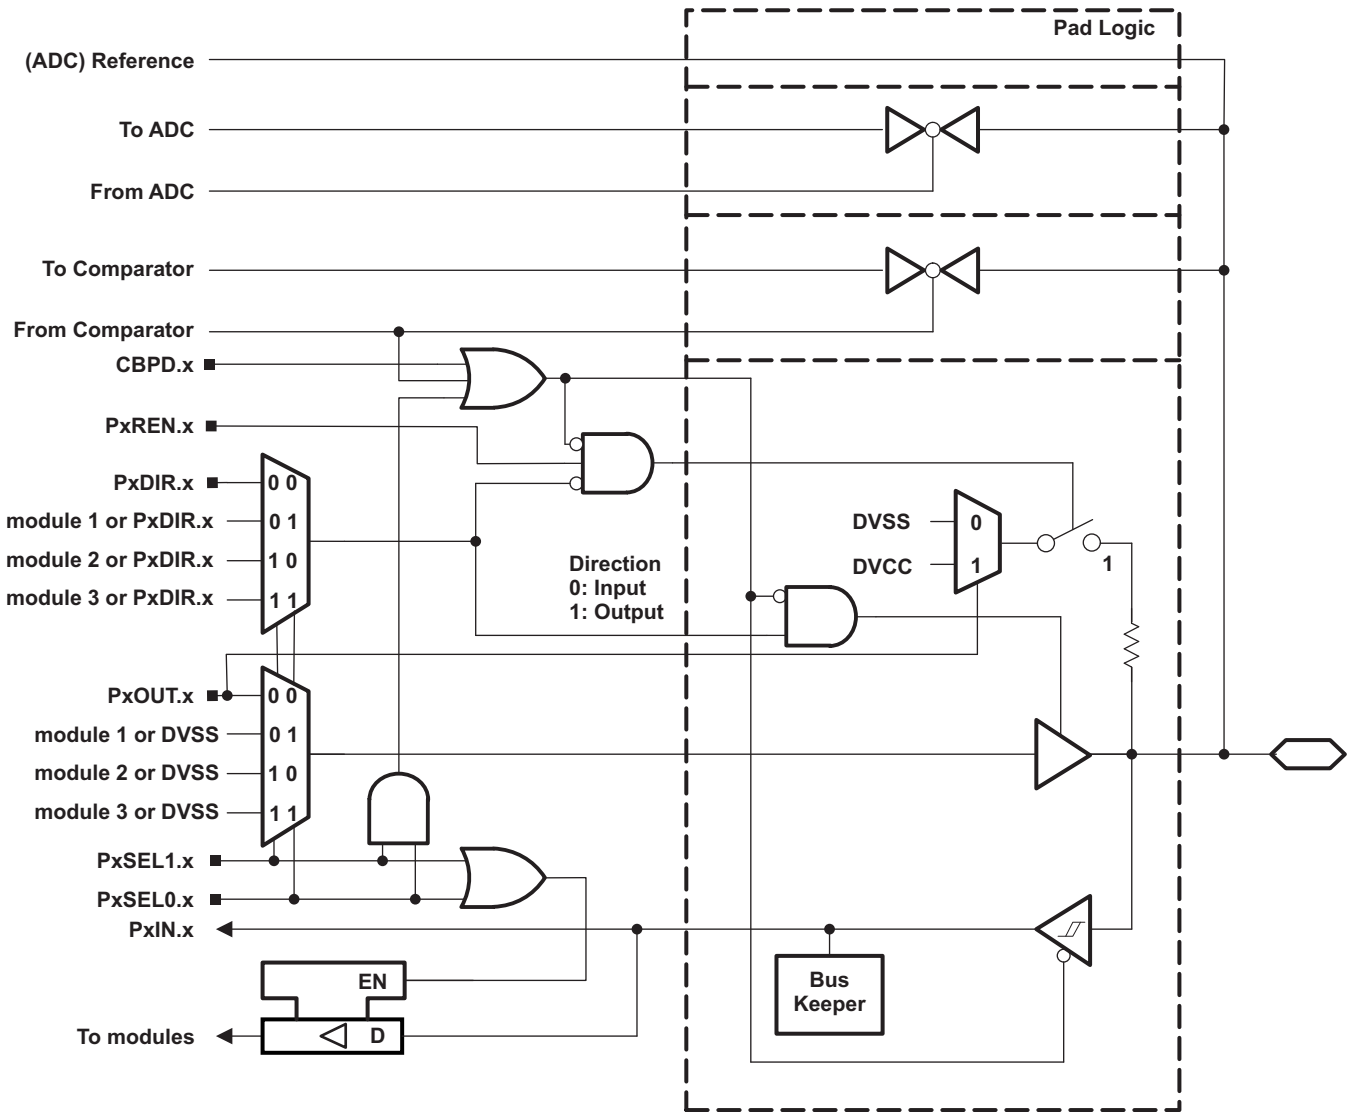 Pad Logic
(ADC) Reference
To ADC
From ADC
To Comparator
From Comparator
CBPD.x
PxREN.x
PxDIR.x
0 0
module 1 or PxDIR.x
0 1
module 2 or PxDIR.x
1 0
module 3 or PxDIR.x
1 1
DVSS
0
DVCC
1
1
Direction
0: Input
1: Output
PxOUT.x
0 0
module 1 or DVSS
0 1
module 2 or DVSS
1 0
module 3 or DVSS
1 1
PxSEL1.x
PxSEL0.x
PxIN.x
Bus
Keeper
EN
D
To modules